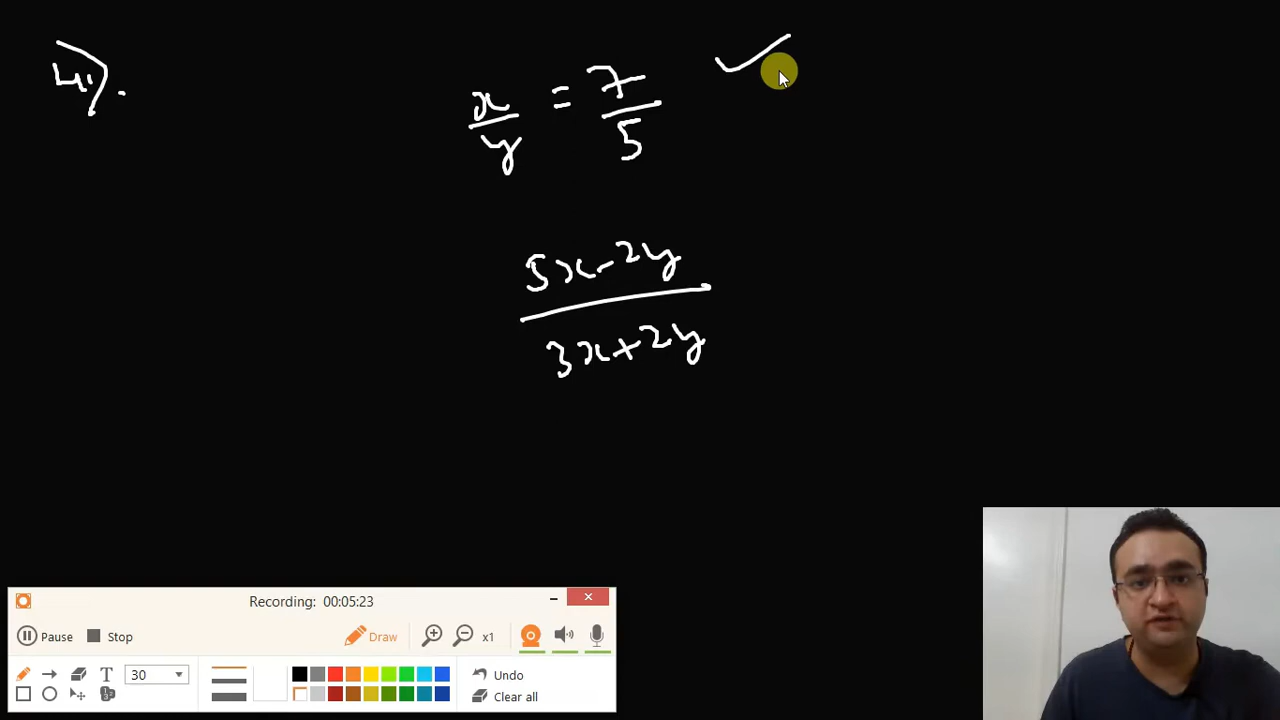 4).
x/y = 7/5
5x-2y
3x+2y
Recording: 00:05:23
Pause Stop Draw x1
T 30 Undo
Clear all